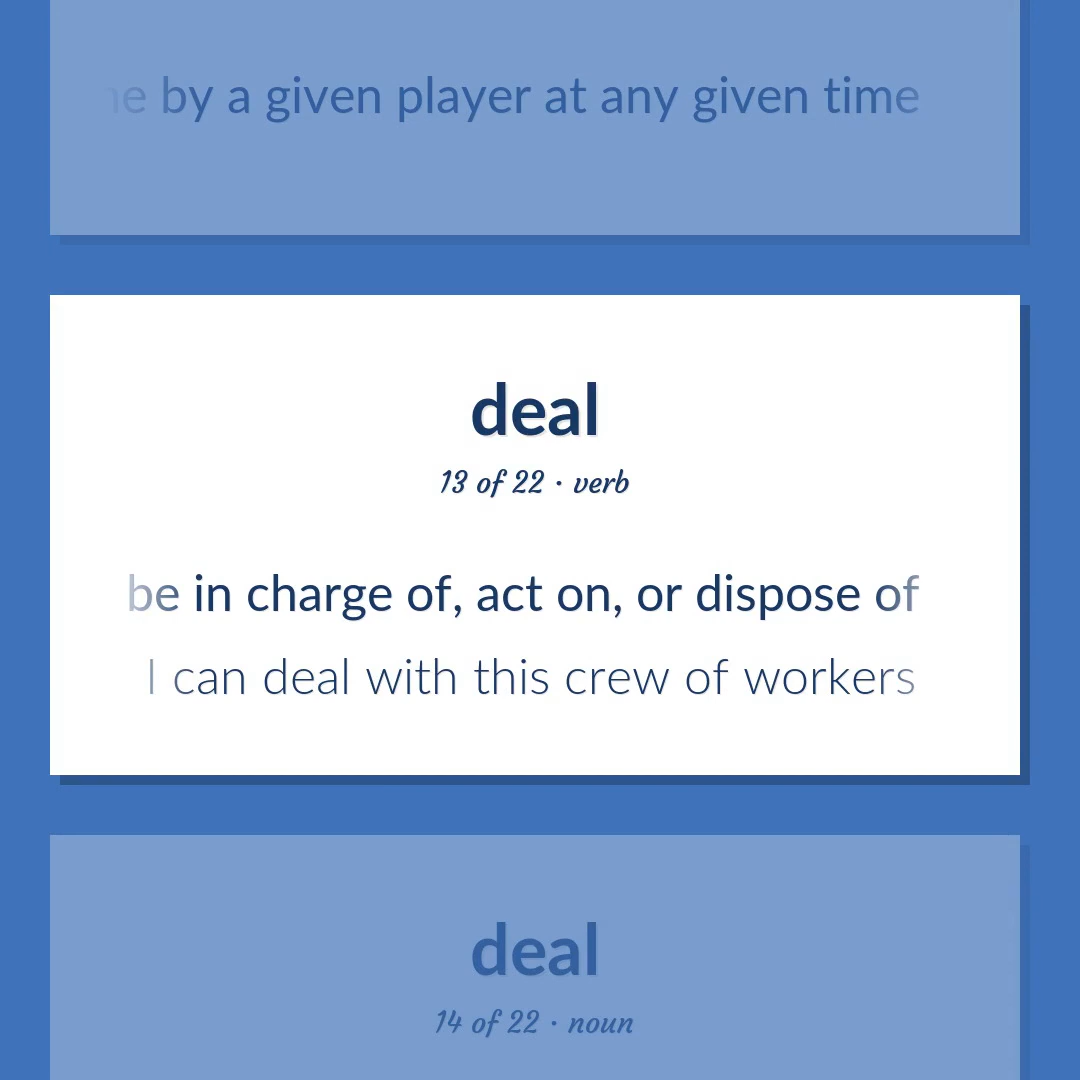 by a given player at any given time
deal
13 of 22 · verb
be in charge of, act on, or dispose of
I can deal with this crew of workers
deal
14 of 22 · noun